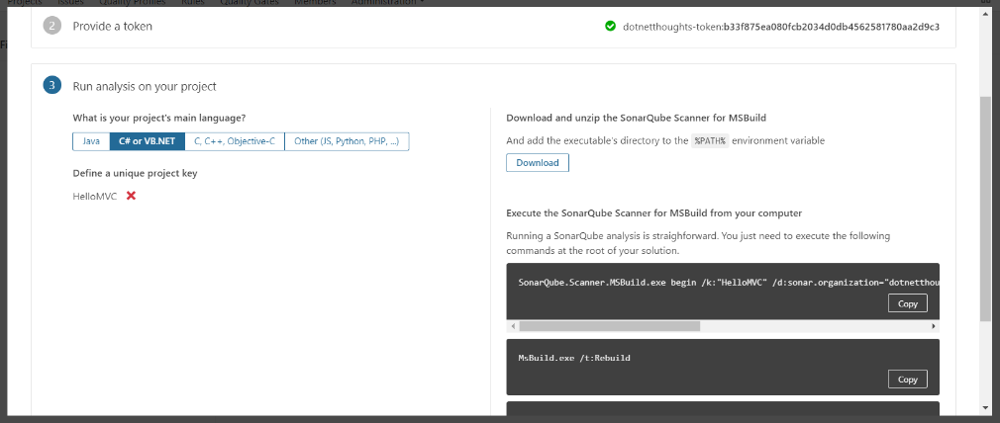 Projects Issues Quality Profiles Rules Quality Gates Members Administration
2 Provide a token
dotnetthoughts-token:b33f875ea080fcb2034d0db4562581780aa2d9c3
3 Run analysis on your project
What is your project's main language?
Java C# or VB.NET C, C++, Objective-C Other (JS, Python, PHP, ...)
Define a unique project key
HelloMVC
Download and unzip the SonarQube Scanner for MSBuild
And add the executable's directory to the %PATH% environment variable
Download
Execute the SonarQube Scanner for MSBuild from your computer
Running a SonarQube analysis is straighforward. You just need to execute the following
commands at the root of your solution.
SonarQube.Scanner.MSBuild.exe begin /k:"HelloMVC" /d:sonar.organization="dotnetthou
Copy
MsBuild.exe /t:Rebuild
Copy